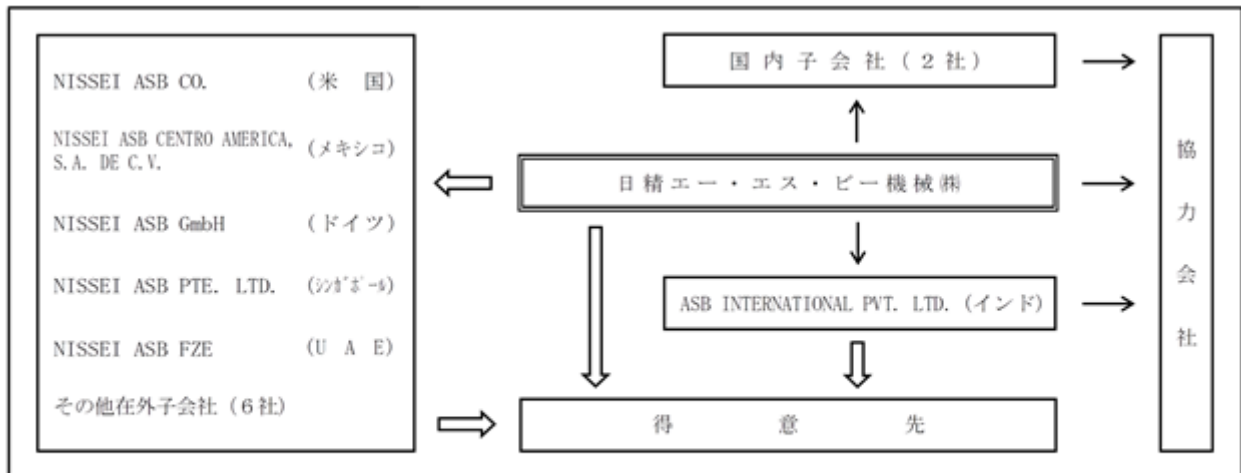 NISSEI ASB CO. (米 国)
NISSEI ASB CENTRO AMERICA, S.A. DE C.V. (メキシコ)
NISSEI ASB GmbH (ドイツ)
NISSEI ASB PTE. LTD. (ｼﾝｶﾞﾎﾟｰﾙ)
NISSEI ASB FZE (U A E)
その他在外子会社 (6社)
国内子会社(2社)
日精エー・エス・ビー機械㈱
ASB INTERNATIONAL PVT. LTD. (インド)
得意先
協力会社